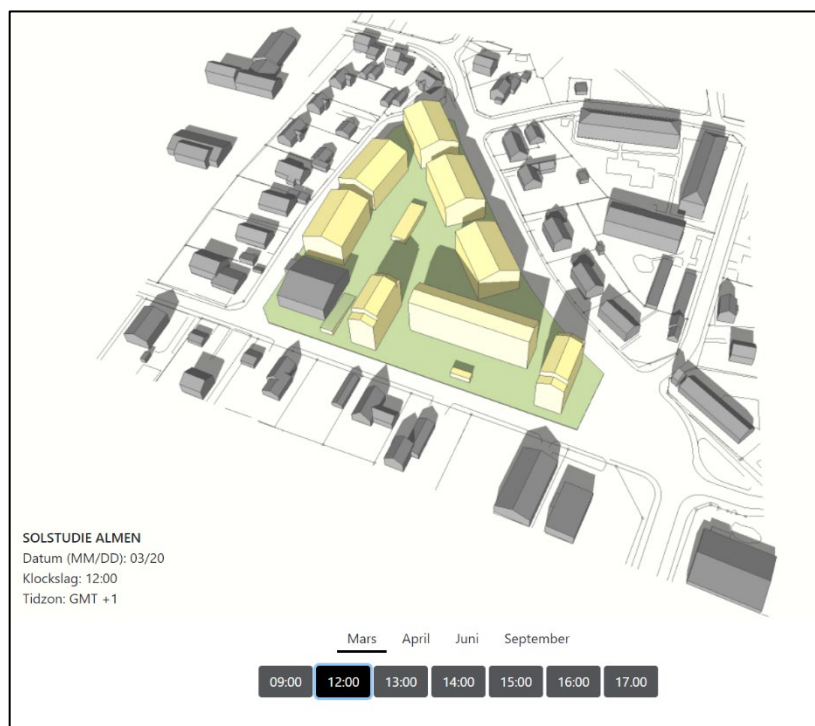 SOLSTUDIE ALMEN
Datum (MM/DD): 03/20
Klockslag: 12:00
Tidzon: GMT +1
Mars April Juni September
09:00 12:00 13:00 14:00 15:00 16:00 17.00